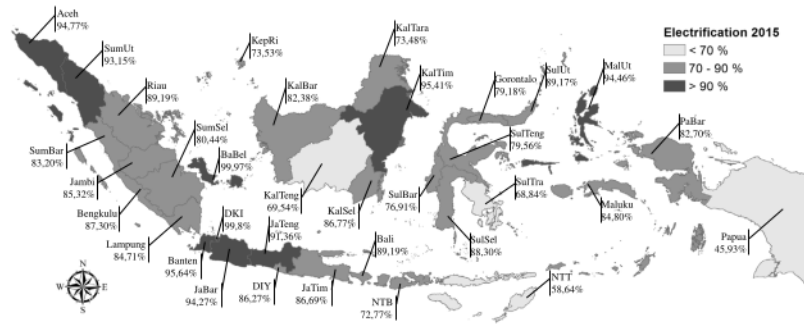 Aceh
94,77%
SumUt
93,15%
Riau
89,19%
SumSel
80,44%
BaBel
99,97%
SumBar
83,20%
Jambi
85,32%
Bengkulu
87,30%
Lampung
84,71%
KepRi
73,53%
KalBar
82,38%
KalTara
73,48%
KalTim
95,41%
KalTeng
69,54%
KalSel
86,77%
Gorontalo
79,18%
SulUt
89,17%
MalUt
94,46%
SulTeng
79,56%
SulBar
76,91%
SulTra
68,84%
SulSel
88,30%
Maluku
84,80%
PaBar
82,70%
Papua
45,93%
DKI
99,8%
JaTeng
91,36%
Bali
89,19%
Banten
95,64%
JaBar
94,27%
DIY
86,27%
JaTim
86,69%
NTB
72,77%
NTT
58,64%
Electrification 2015
< 70 %
70 - 90 %
> 90 %
N
W
E
S